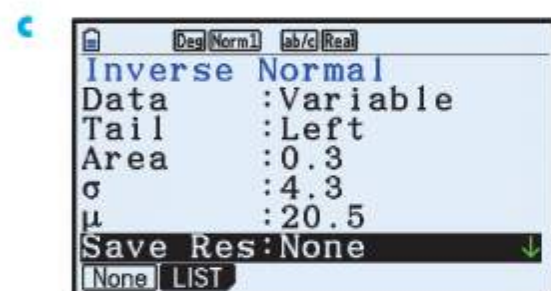 c
Deg Norm1 ab/c Real
Inverse Normal
Data :Variable
Tail :Left
Area :0.3
σ :4.3
μ :20.5
Save Res:None
None LIST